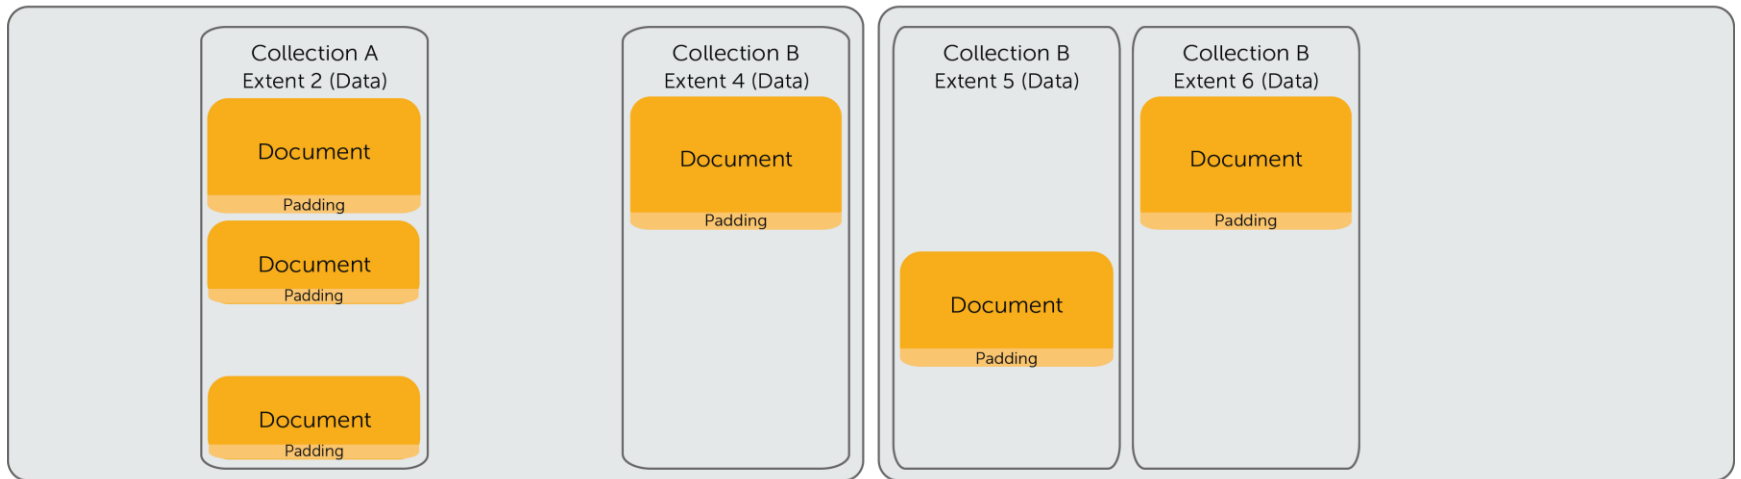 Collection A
Extent 2 (Data)
Document
Padding
Document
Padding
Document
Padding
Collection B
Extent 4 (Data)
Document
Padding
Collection B
Extent 5 (Data)
Document
Padding
Collection B
Extent 6 (Data)
Document
Padding